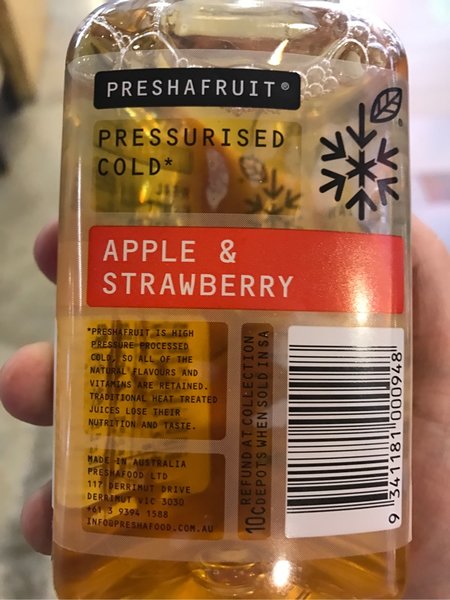 PRESHAFRUIT®
PRESSURISED
COLD*
APPLE &
STRAWBERRY
*PRESHAFRUIT IS HIGH
PRESSURE PROCESSED
COLD, SO ALL OF THE
NATURAL FLAVOURS AND
VITAMINS ARE RETAINED.
TRADITIONAL HEAT TREATED
JUICES LOSE THEIR
NUTRITION AND TASTE.
MADE IN AUSTRALIA
PRESHAFOOD LTD
117 DERRIMUT DRIVE
DERRIMUT VIC 3030
+61 3 9394 1588
INFO@PRESHAFOOD.COM.AU
10C REFUND AT COLLECTION
DEPOTS WHEN SOLD IN SA
9 341181 000948